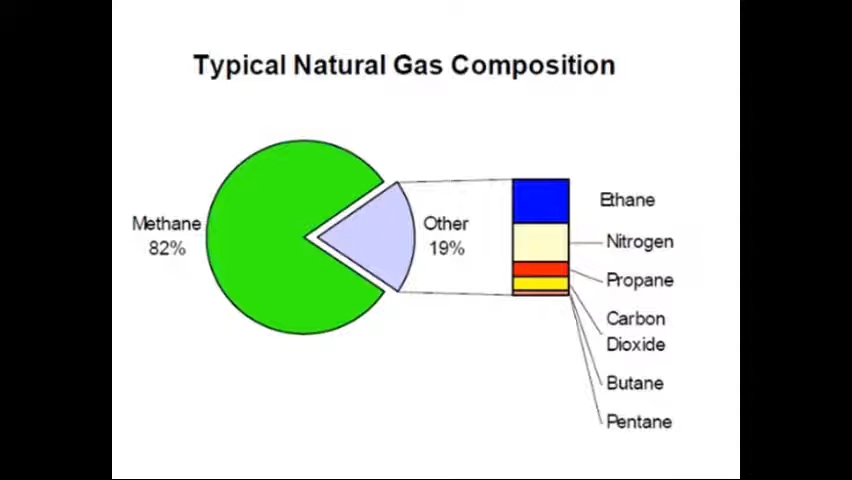 Typical Natural Gas Composition
Methane
82%
Other
19%
Ethane
Nitrogen
Propane
Carbon
Dioxide
Butane
Pentane